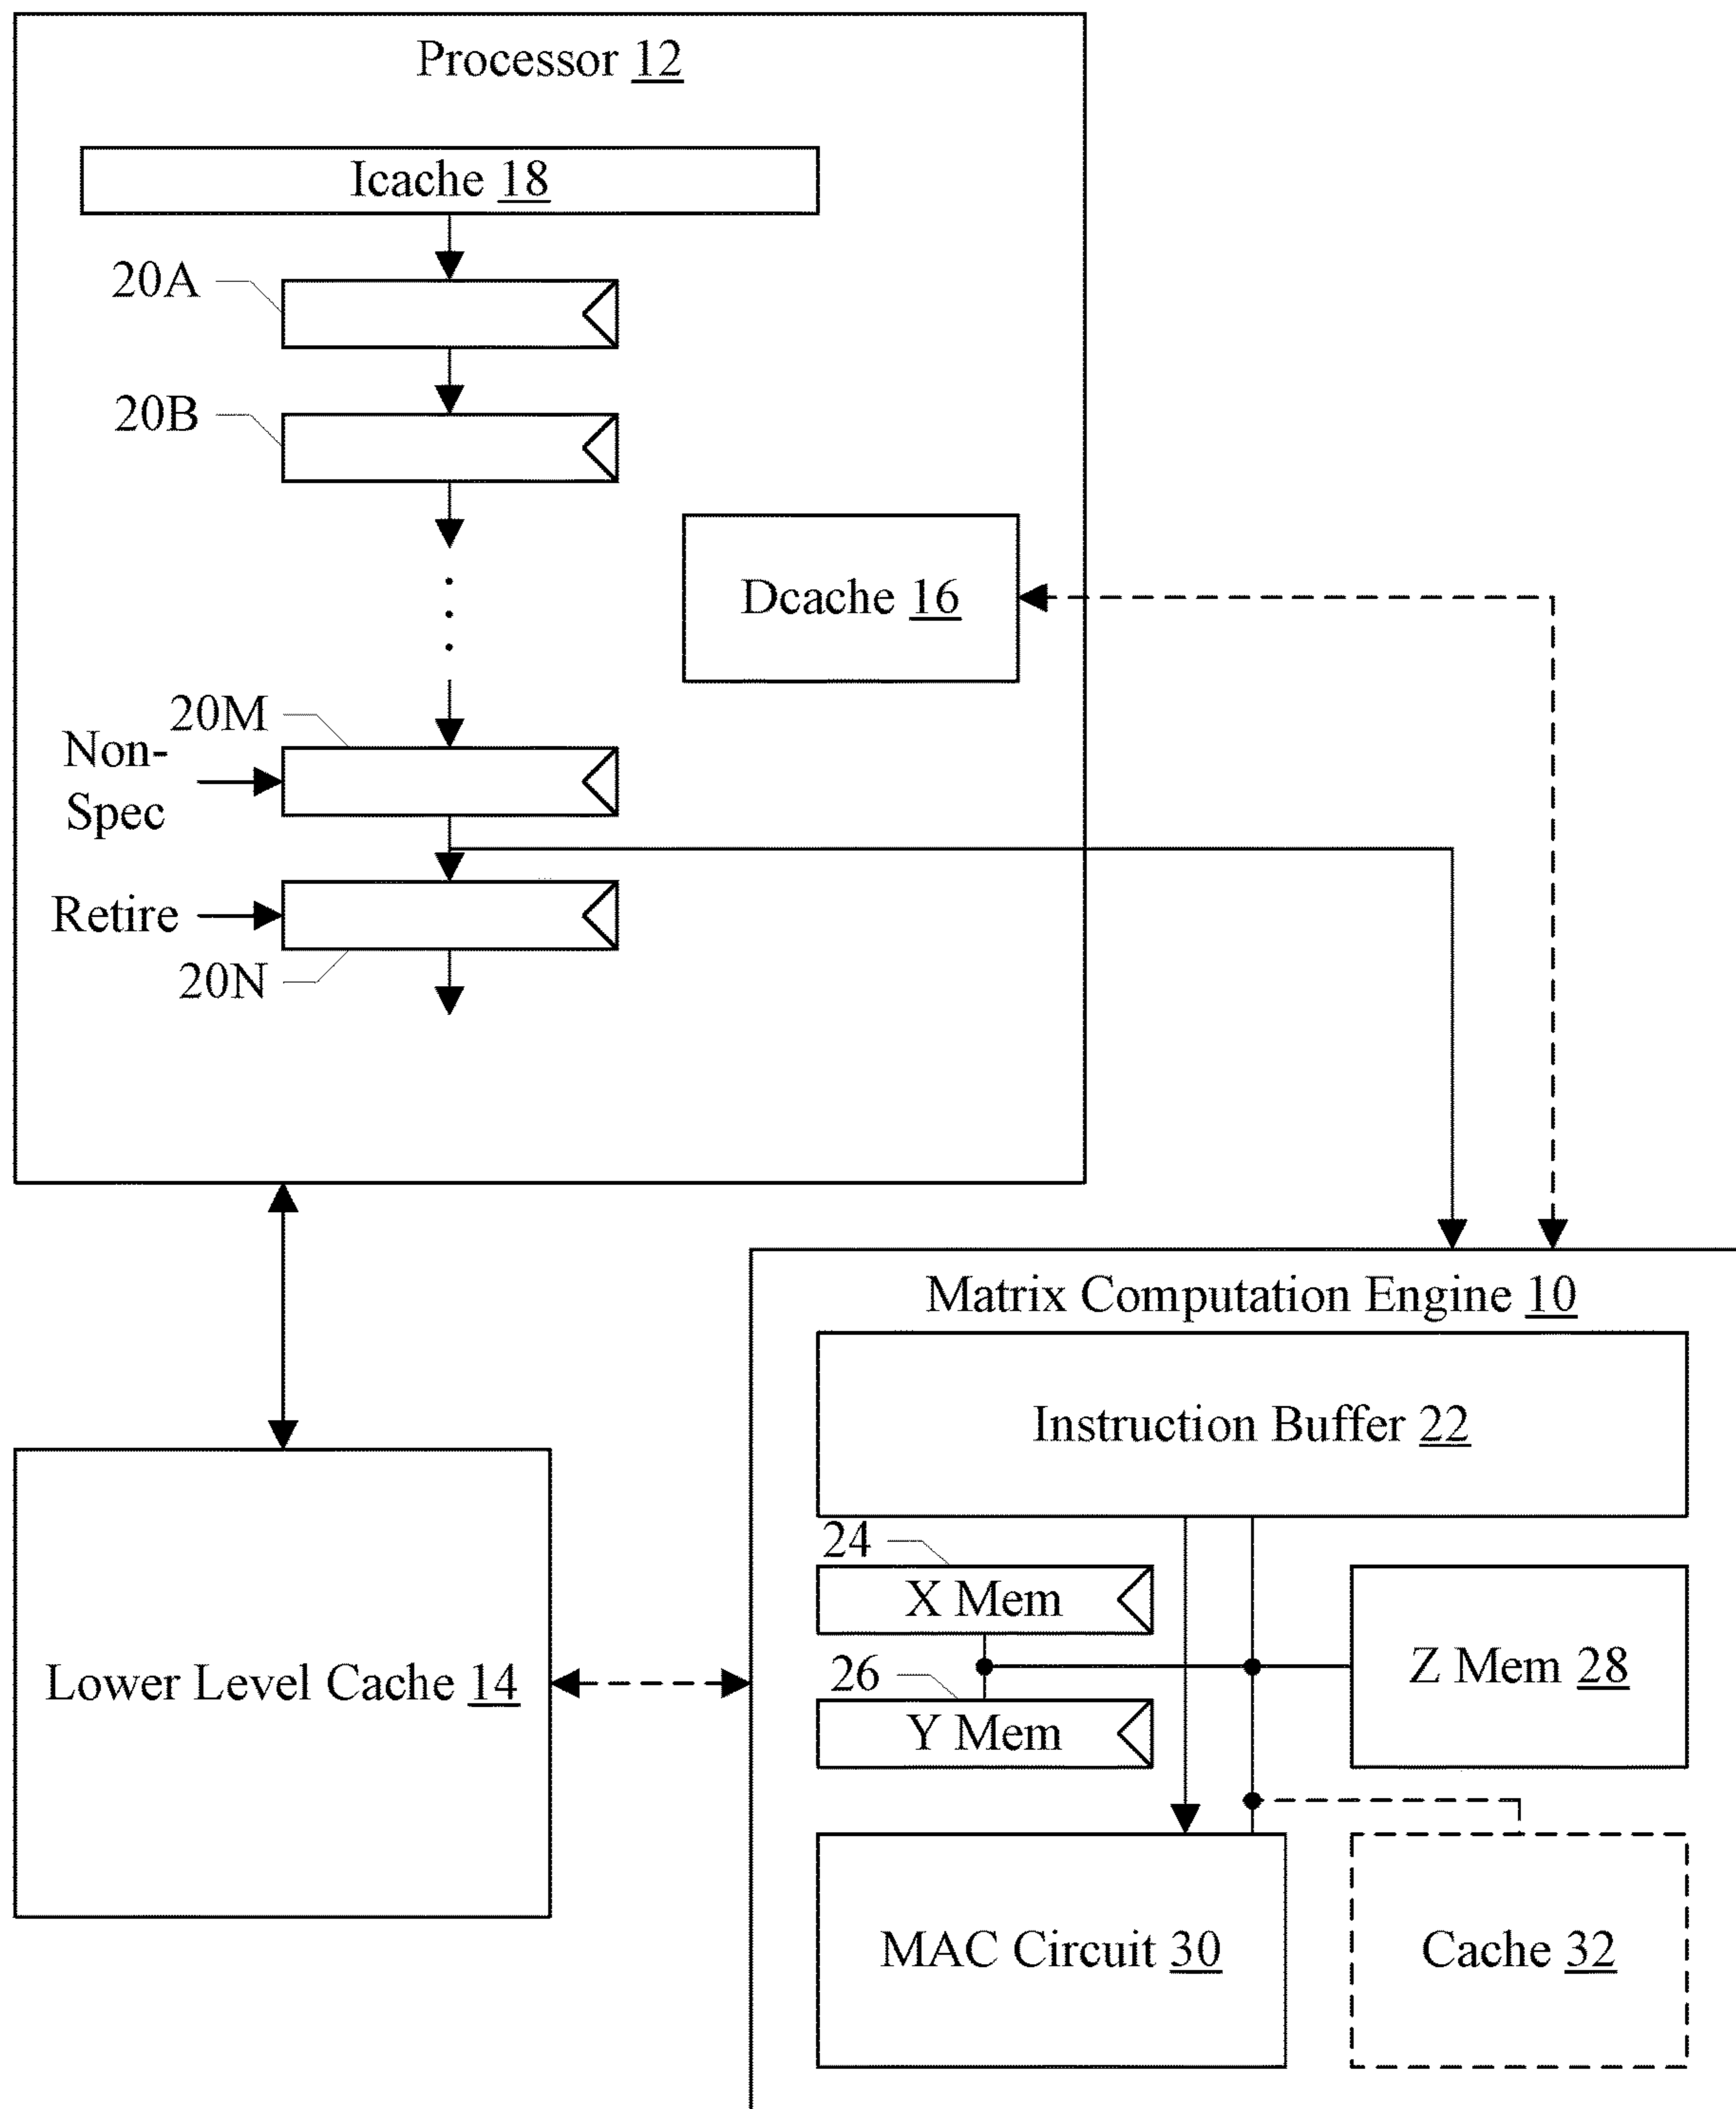 Processor 12
Icache 18
20A
20B
Dcache 16
20M
Non-
Spec
Retire
20N
Matrix Computation Engine 10
Instruction Buffer 22
24
X Mem
26
Y Mem
Z Mem 28
Lower Level Cache 14
MAC Circuit 30
Cache 32